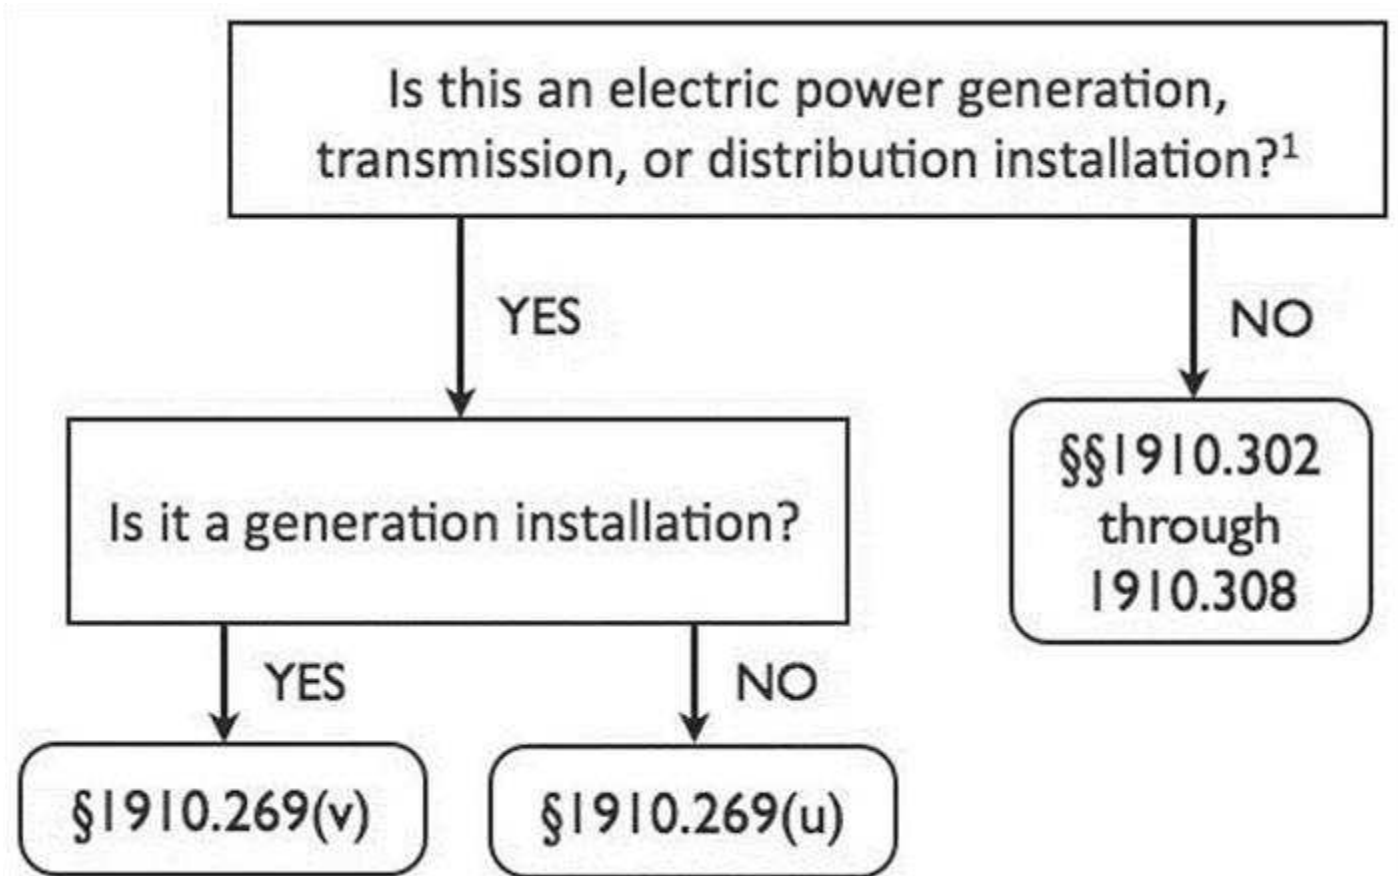 Is this an electric power generation,
transmission, or distribution installation?¹
YES
NO
Is it a generation installation?
§§1910.302
through
1910.308
YES
NO
§1910.269(v)
§1910.269(u)